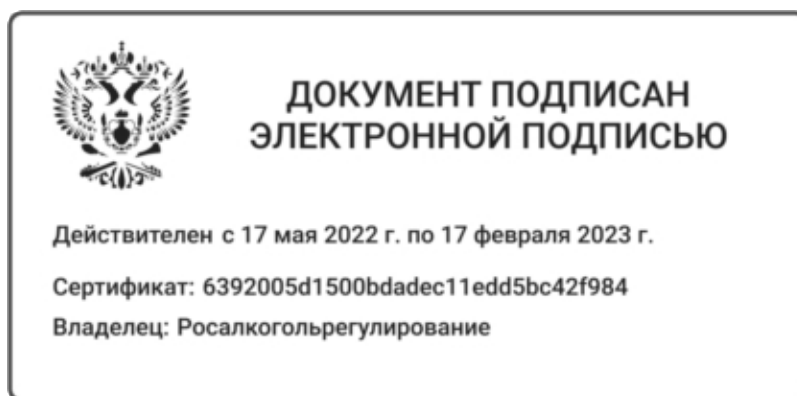 ДОКУМЕНТ ПОДПИСАН
ЭЛЕКТРОННОЙ ПОДПИСЬЮ
Действителен с 17 мая 2022 г. по 17 февраля 2023 г.
Сертификат: 6392005d1500bdadec11edd5bc42f984
Владелец: Росалкогольрегулирование